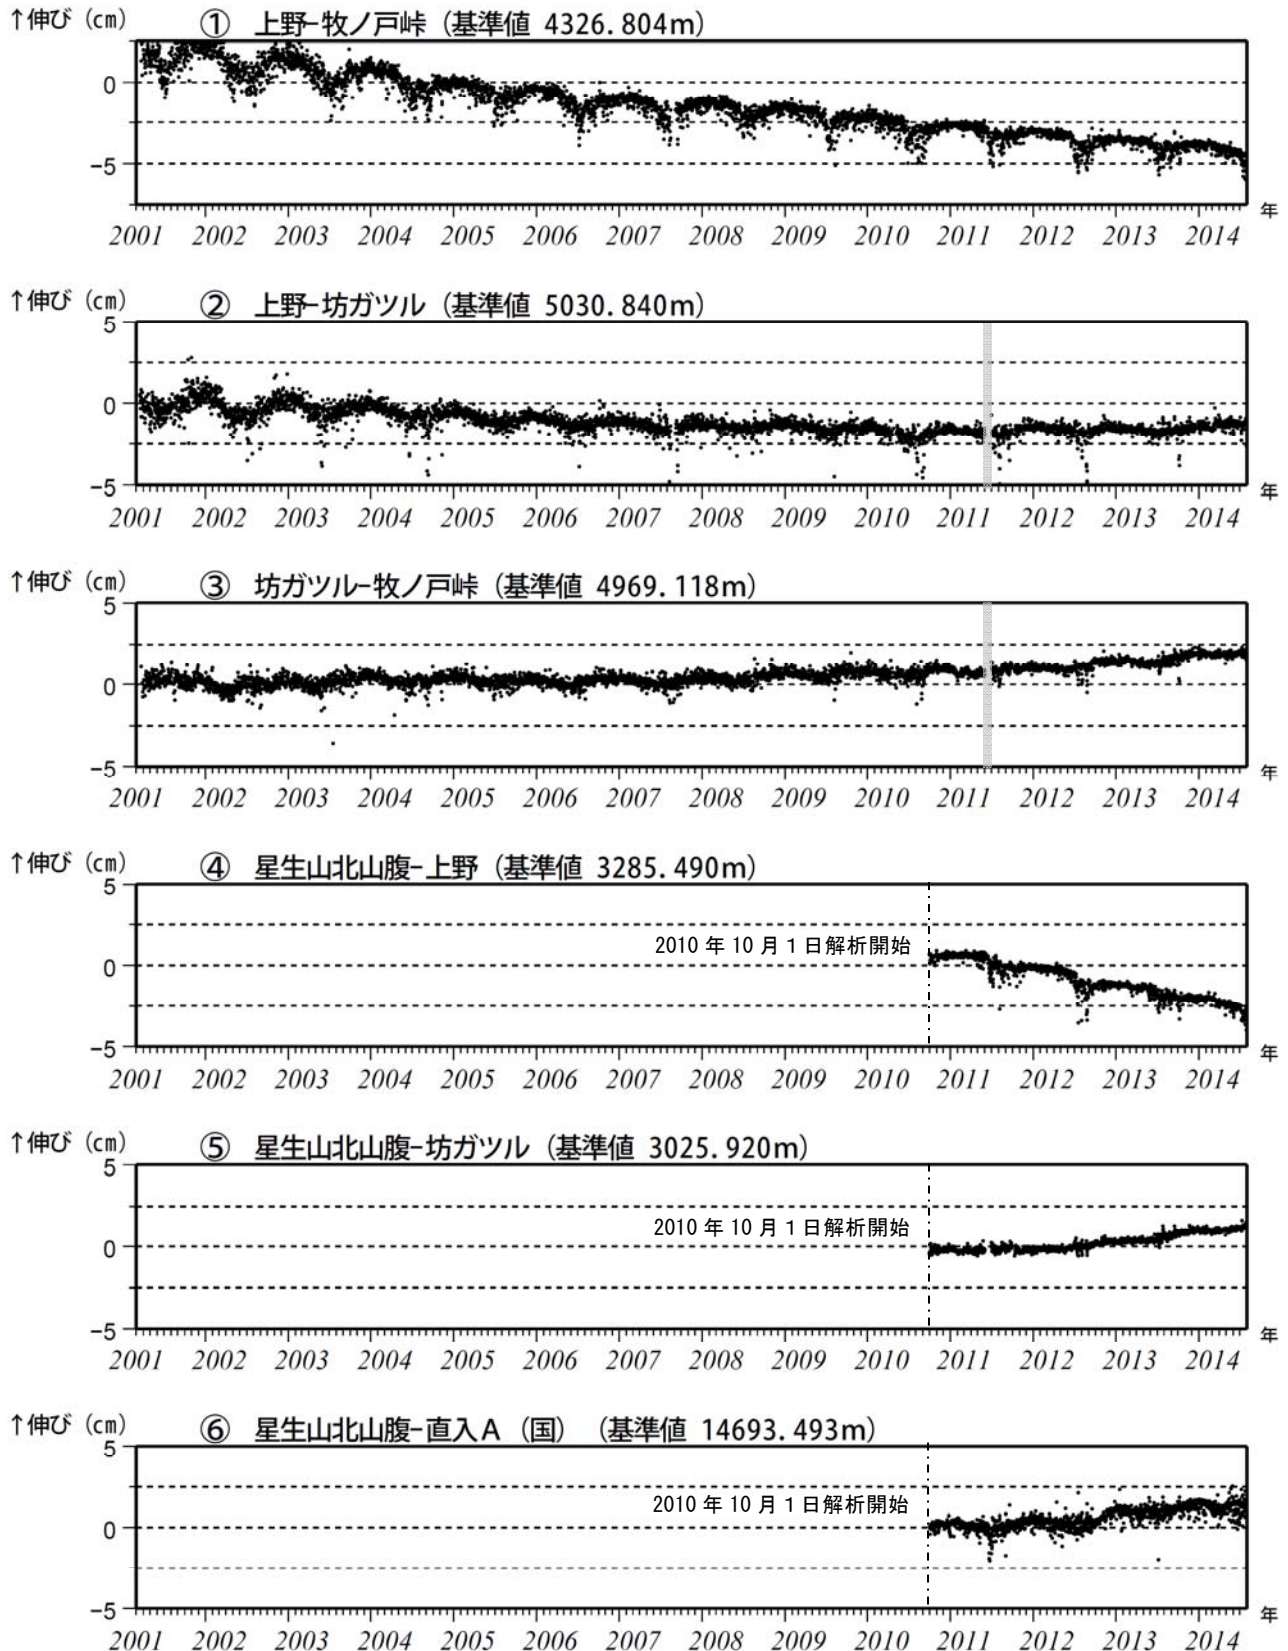 ↑伸び（cm） ① 上野-牧ノ戸峠（基準値 4326.804m）
0
-5
2001 2002 2003 2004 2005 2006 2007 2008 2009 2010 2011 2012 2013 2014 年
↑伸び（cm） ② 上野-坊ガツル（基準値 5030.840m）
5
0
-5
2001 2002 2003 2004 2005 2006 2007 2008 2009 2010 2011 2012 2013 2014 年
↑伸び（cm） ③ 坊ガツル-牧ノ戸峠（基準値 4969.118m）
5
0
-5
2001 2002 2003 2004 2005 2006 2007 2008 2009 2010 2011 2012 2013 2014 年
↑伸び（cm） ④ 星生山北山腹-上野（基準値 3285.490m）
5
2010 年 10 月 1 日解析開始
0
-5
2001 2002 2003 2004 2005 2006 2007 2008 2009 2010 2011 2012 2013 2014 年
↑伸び（cm） ⑤ 星生山北山腹-坊ガツル（基準値 3025.920m）
5
2010 年 10 月 1 日解析開始
0
-5
2001 2002 2003 2004 2005 2006 2007 2008 2009 2010 2011 2012 2013 2014 年
↑伸び（cm） ⑥ 星生山北山腹-直入A（国）（基準値 14693.493m）
5
2010 年 10 月 1 日解析開始
0
-5
2001 2002 2003 2004 2005 2006 2007 2008 2009 2010 2011 2012 2013 2014 年